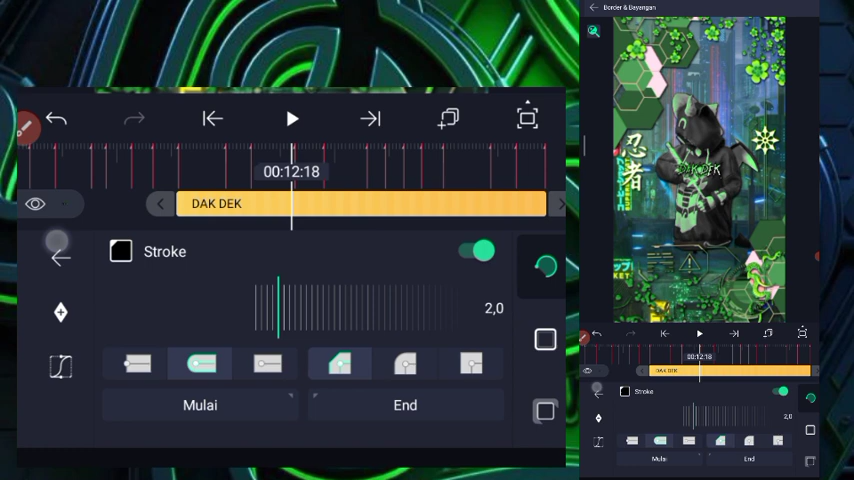 Border & Bayangan
00:12:18
DAK DEK
Stroke
2,0
Mulai
End
忍者
DAK DEK
00:12:18
DAK DEK
Stroke
2,0
Mulai
End